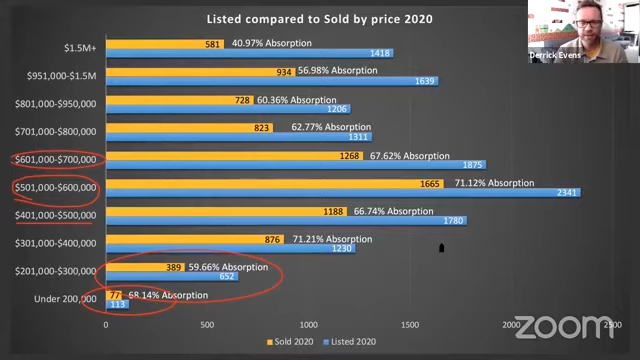 Listed compared to Sold by price 2020
Derrick Evens
$1.5M+
581
40.97% Absorption
1418
$951,000-$1.5M
934
56.98% Absorption
1639
$801,000-$950,000
728
60.36% Absorption
1206
$701,000-$800,000
823
62.77% Absorption
1311
$601,000-$700,000
1268
67.62% Absorption
1875
$501,000-$600,000
1665
71.12% Absorption
2341
$401,000-$500,000
1188
66.74% Absorption
1780
$301,000-$400,000
876
71.21% Absorption
1230
$201,000-$300,000
389
59.66% Absorption
652
Under 200,000
77
68.14% Absorption
113
0
500
1000
1500
2000
2500
Sold 2020
Listed 2020
zoom